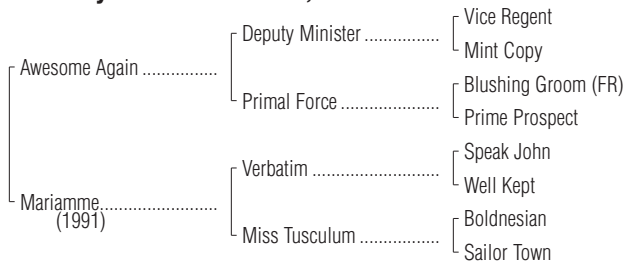 Vice Regent
Deputy Minister ...............
Mint Copy
Awesome Again ...............
Blushing Groom (FR)
Primal Force ....................
Prime Prospect
Speak John
Verbatim .........................
Well Kept
Mariamme.......................
(1991)
Boldnesian
Miss Tusculum ................
Sailor Town